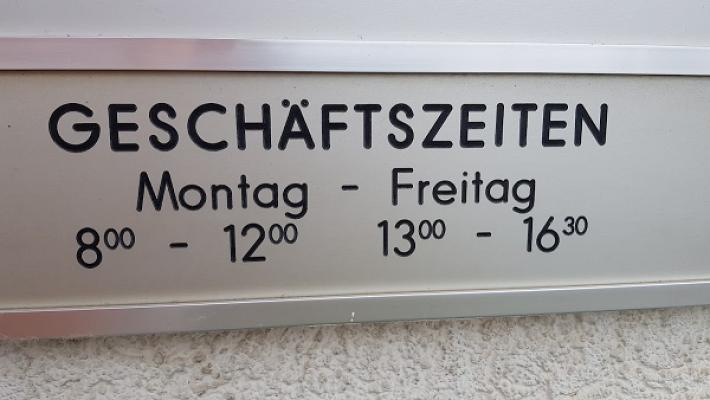 GESCHÄFTSZEITEN
Montag - Freitag
8⁰⁰ - 12⁰⁰ 13⁰⁰ - 16³⁰